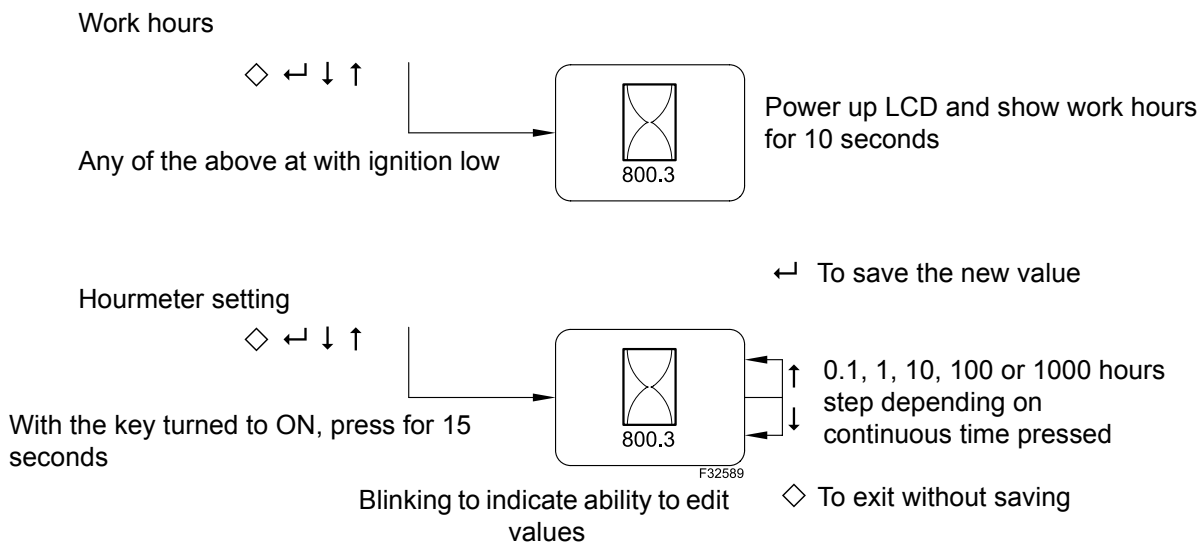 Work hours
◇ ↵ ↓ ↑
Any of the above at with ignition low
800.3
Power up LCD and show work hours
for 10 seconds
Hourmeter setting
◇ ↵ ↓ ↑
With the key turned to ON, press for 15
seconds
800.3
F32589
Blinking to indicate ability to edit
values
↵ To save the new value
↑ 0.1, 1, 10, 100 or 1000 hours
step depending on
↓ continuous time pressed
◇ To exit without saving